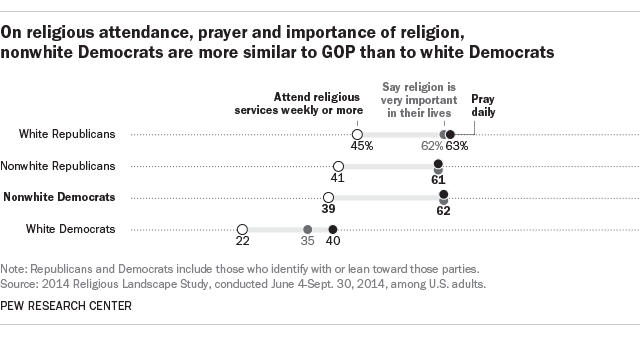 On religious attendance, prayer and importance of religion,
nonwhite Democrats are more similar to GOP than to white Democrats
Attend religious
services weekly or more
Say religion is
very important
in their lives
Pray
daily
White Republicans
45%
62%
63%
Nonwhite Republicans
41
61
Nonwhite Democrats
39
62
White Democrats
22
35
40
Note: Republicans and Democrats include those who identify with or lean toward those parties.
Source: 2014 Religious Landscape Study, conducted June 4-Sept. 30, 2014, among U.S. adults.
PEW RESEARCH CENTER